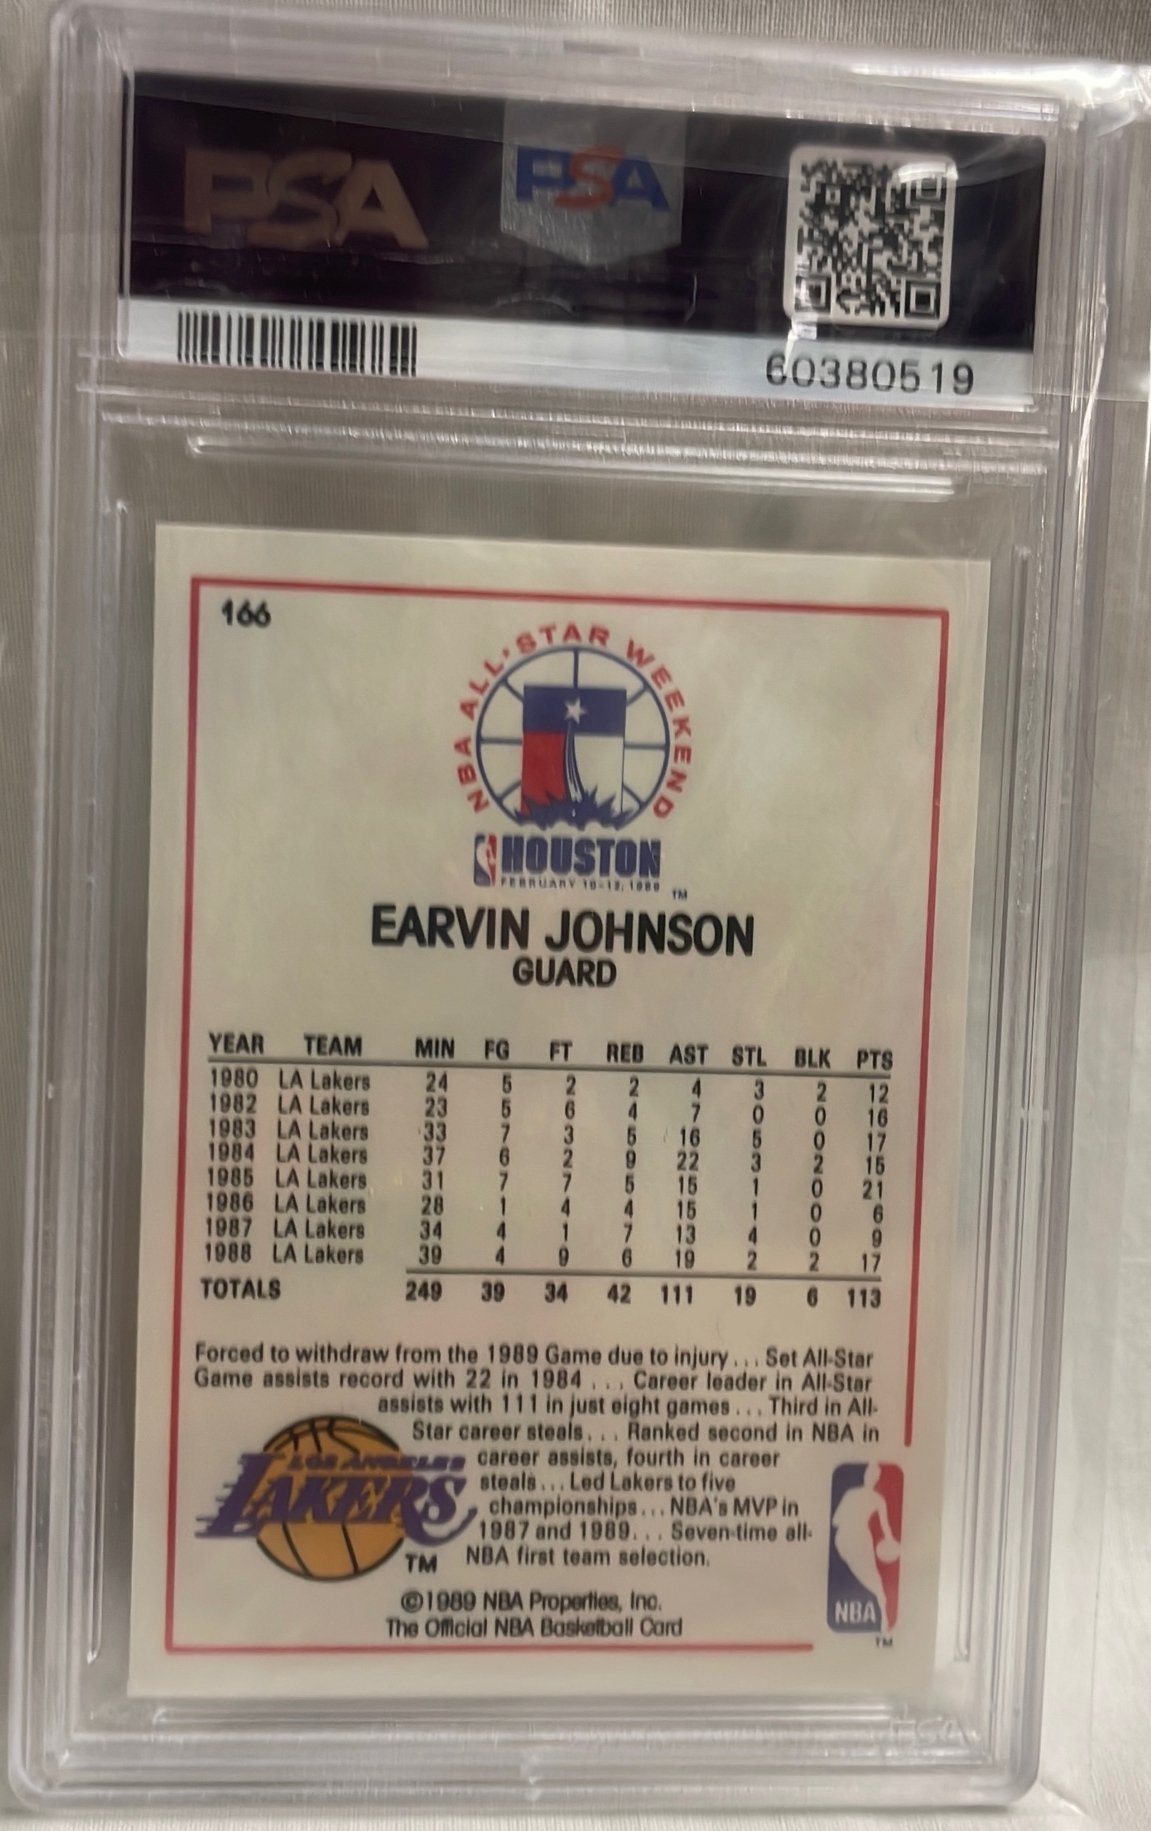 PSA PSA
60380519
166
NBA ALL-STAR WEEKEND
HOUSTON
FEBRUARY 10-12, 1989 TM
EARVIN JOHNSON
GUARD
YEAR TEAM MIN FG FT REB AST STL BLK PTS
1980 LA Lakers 24 5 2 2 4 3 2 12
1982 LA Lakers 23 5 6 4 7 0 0 16
1983 LA Lakers 33 7 3 5 16 5 0 17
1984 LA Lakers 37 6 2 9 22 3 2 15
1985 LA Lakers 31 7 7 5 15 1 0 21
1986 LA Lakers 28 1 4 4 15 1 0 6
1987 LA Lakers 34 4 1 7 13 4 0 9
1988 LA Lakers 39 4 9 6 19 2 2 17
TOTALS 249 39 34 42 111 19 6 113
Forced to withdraw from the 1989 Game due to injury . . . Set All-Star
Game assists record with 22 in 1984 . . . Career leader in All-Star
assists with 111 in just eight games . . . Third in All-
Star career steals . . . Ranked second in NBA in
career assists, fourth in career
steals . . . Led Lakers to five
championships . . . NBA's MVP in
1987 and 1989 . . . Seven-time all-
NBA first team selection.
LOS ANGELES
LAKERS
TM
©1989 NBA Properties, Inc.
The Official NBA Basketball Card
NBA
TM